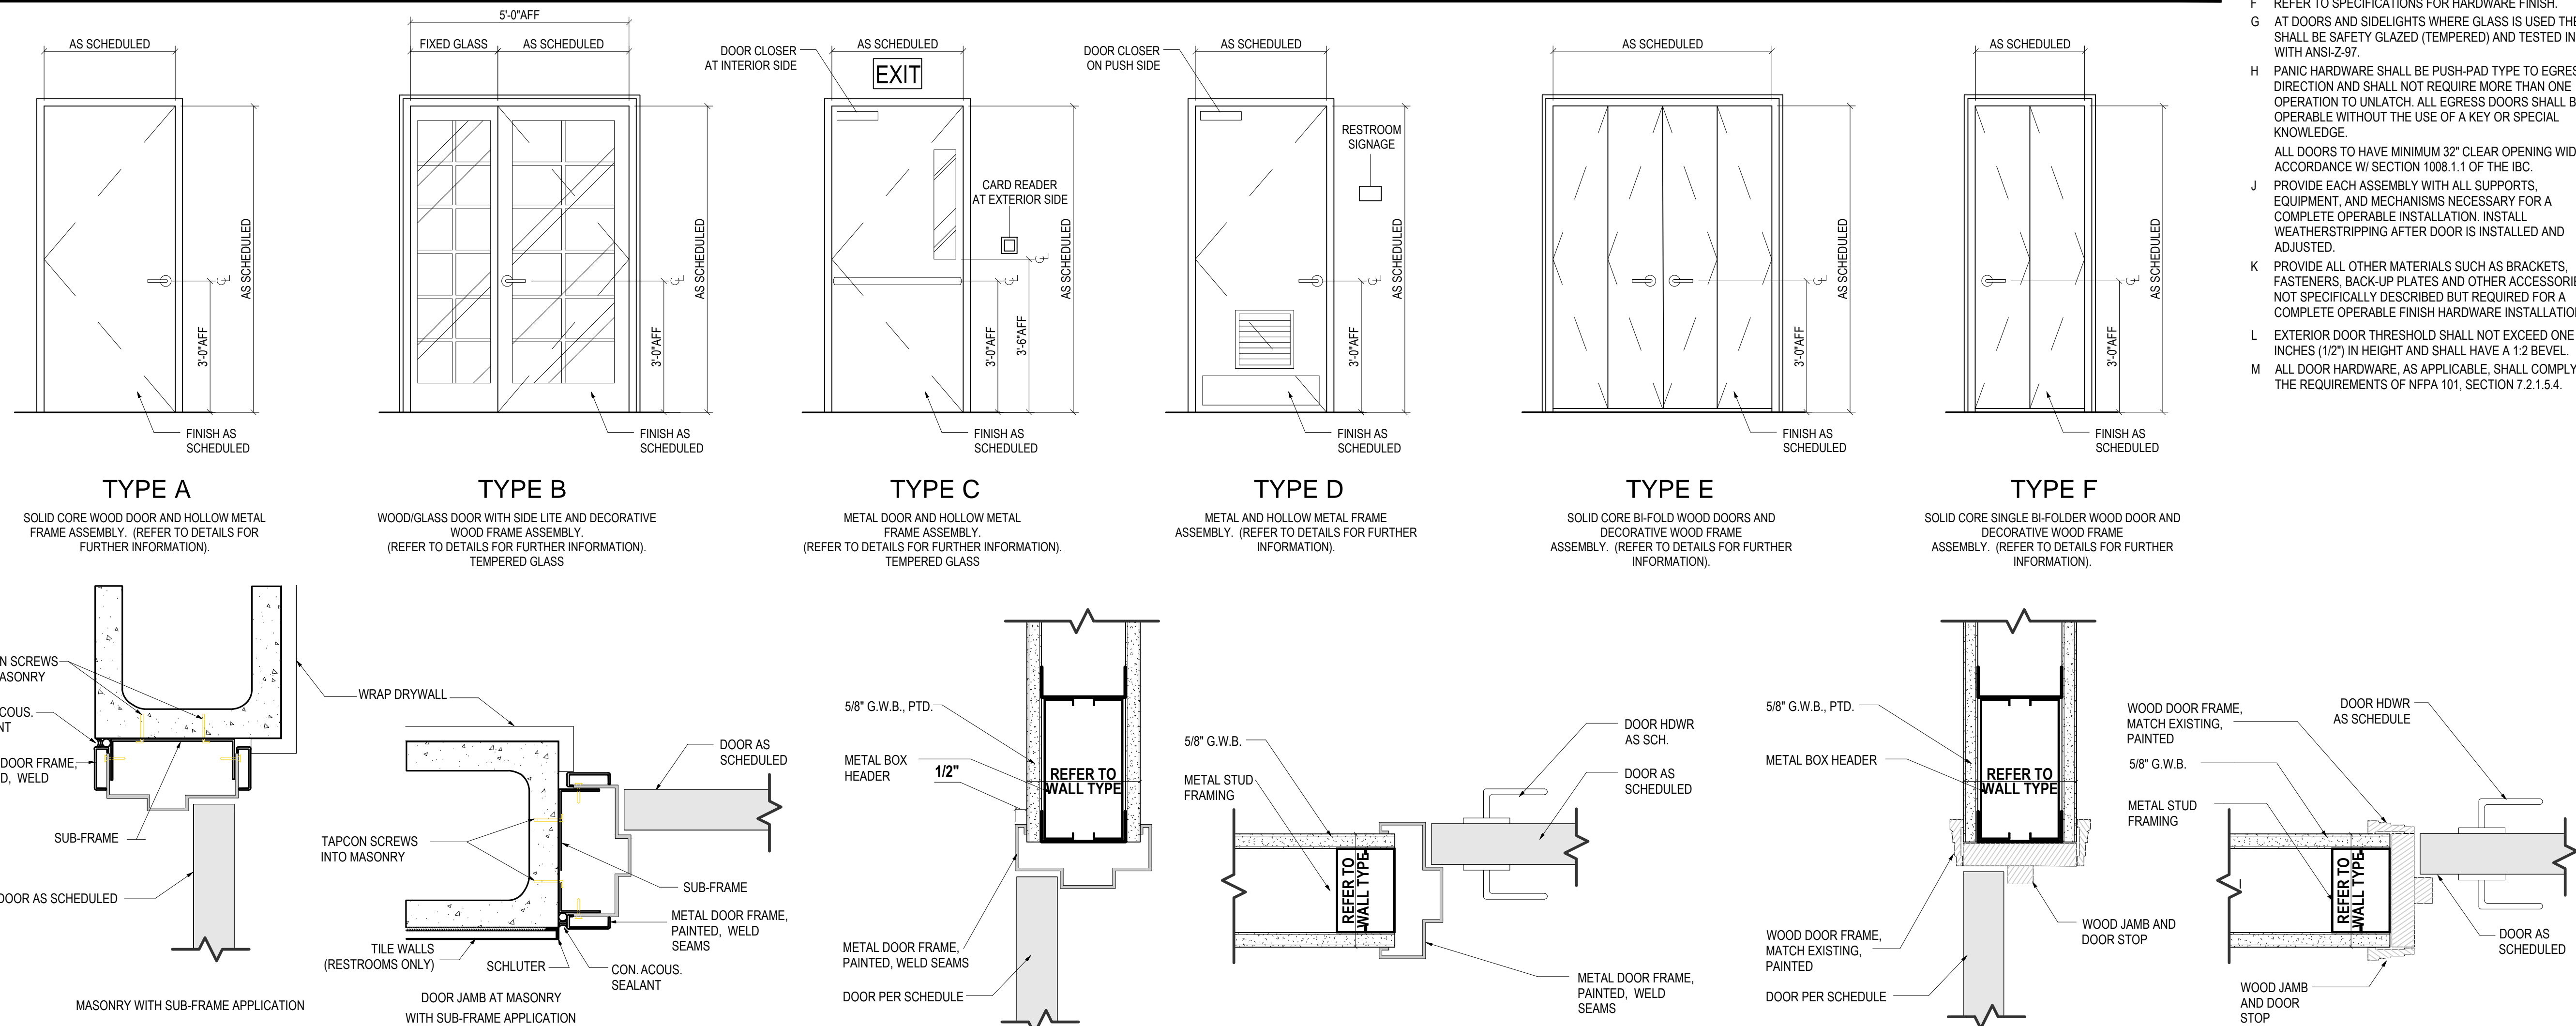 5'-0"AFF
AS SCHEDULED
FIXED GLASS
AS SCHEDULED
DOOR CLOSER
AT INTERIOR SIDE
AS SCHEDULED
EXIT
DOOR CLOSER
ON PUSH SIDE
AS SCHEDULED
AS SCHEDULED
AS SCHEDULED
RESTROOM
SIGNAGE
CARD READER
AT EXTERIOR SIDE
AS SCHEDULED
3'-0"AFF
AS SCHEDULED
3'-0"AFF
AS SCHEDULED
3'-0"AFF
3'-6"AFF
AS SCHEDULED
3'-0"AFF
AS SCHEDULED
3'-0"AFF
AS SCHEDULED
3'-0"AFF
FINISH AS
SCHEDULED
FINISH AS
SCHEDULED
FINISH AS
SCHEDULED
FINISH AS
SCHEDULED
FINISH AS
SCHEDULED
FINISH AS
SCHEDULED
TYPE A
SOLID CORE WOOD DOOR AND HOLLOW METAL
FRAME ASSEMBLY. (REFER TO DETAILS FOR
FURTHER INFORMATION).
TYPE B
WOOD/GLASS DOOR WITH SIDE LITE AND DECORATIVE
WOOD FRAME ASSEMBLY.
(REFER TO DETAILS FOR FURTHER INFORMATION).
TEMPERED GLASS
TYPE C
METAL DOOR AND HOLLOW METAL
FRAME ASSEMBLY.
(REFER TO DETAILS FOR FURTHER INFORMATION).
TEMPERED GLASS
TYPE D
METAL AND HOLLOW METAL FRAME
ASSEMBLY. (REFER TO DETAILS FOR FURTHER
INFORMATION).
TYPE E
SOLID CORE BI-FOLD WOOD DOORS AND
DECORATIVE WOOD FRAME
ASSEMBLY. (REFER TO DETAILS FOR FURTHER
INFORMATION).
TYPE F
SOLID CORE SINGLE BI-FOLDER WOOD DOOR AND
DECORATIVE WOOD FRAME
ASSEMBLY. (REFER TO DETAILS FOR FURTHER
INFORMATION).
F REFER TO SPECIFICATIONS FOR HARDWARE FINISH.
G AT DOORS AND SIDELIGHTS WHERE GLASS IS USED THE
SHALL BE SAFETY GLAZED (TEMPERED) AND TESTED IN
WITH ANSI-Z-97.
H PANIC HARDWARE SHALL BE PUSH-PAD TYPE TO EGRES
DIRECTION AND SHALL NOT REQUIRE MORE THAN ONE
OPERATION TO UNLATCH. ALL EGRESS DOORS SHALL B
OPERABLE WITHOUT THE USE OF A KEY OR SPECIAL
KNOWLEDGE.
ALL DOORS TO HAVE MINIMUM 32" CLEAR OPENING WID
ACCORDANCE W/ SECTION 1008.1.1 OF THE IBC.
J PROVIDE EACH ASSEMBLY WITH ALL SUPPORTS,
EQUIPMENT, AND MECHANISMS NECESSARY FOR A
COMPLETE OPERABLE INSTALLATION. INSTALL
WEATHERSTRIPPING AFTER DOOR IS INSTALLED AND
ADJUSTED.
K PROVIDE ALL OTHER MATERIALS SUCH AS BRACKETS,
FASTENERS, BACK-UP PLATES AND OTHER ACCESSORIE
NOT SPECIFICALLY DESCRIBED BUT REQUIRED FOR A
COMPLETE OPERABLE FINISH HARDWARE INSTALLATION
L EXTERIOR DOOR THRESHOLD SHALL NOT EXCEED ONE
INCHES (1/2") IN HEIGHT AND SHALL HAVE A 1:2 BEVEL.
M ALL DOOR HARDWARE, AS APPLICABLE, SHALL COMPLY
THE REQUIREMENTS OF NFPA 101, SECTION 7.2.1.5.4.
N SCREWS
ASONRY
COUS.
NT
DOOR FRAME,
D, WELD
SUB-FRAME
DOOR AS SCHEDULED
MASONRY WITH SUB-FRAME APPLICATION
WRAP DRYWALL
DOOR AS
SCHEDULED
TAPCON SCREWS
INTO MASONRY
SUB-FRAME
METAL DOOR FRAME,
PAINTED, WELD
SEAMS
TILE WALLS
(RESTROOMS ONLY)
SCHLUTER
CON. ACOUS.
SEALANT
DOOR JAMB AT MASONRY
WITH SUB-FRAME APPLICATION
5/8" G.W.B., PTD.
METAL BOX
HEADER
1/2"
REFER TO
WALL TYPE
METAL DOOR FRAME,
PAINTED, WELD SEAMS
DOOR PER SCHEDULE
5/8" G.W.B.
METAL STUD
FRAMING
REFER TO
WALL TYPE
DOOR HDWR
AS SCH.
DOOR AS
SCHEDULED
METAL DOOR FRAME,
PAINTED, WELD
SEAMS
5/8" G.W.B., PTD.
METAL BOX HEADER
REFER TO
WALL TYPE
WOOD DOOR FRAME,
MATCH EXISTING,
PAINTED
WOOD JAMB AND
DOOR STOP
DOOR PER SCHEDULE
WOOD DOOR FRAME,
MATCH EXISTING,
PAINTED
5/8" G.W.B.
METAL STUD
FRAMING
REFER TO
WALL TYPE
DOOR HDWR
AS SCHEDULE
DOOR AS
SCHEDULED
WOOD JAMB
AND DOOR
STOP